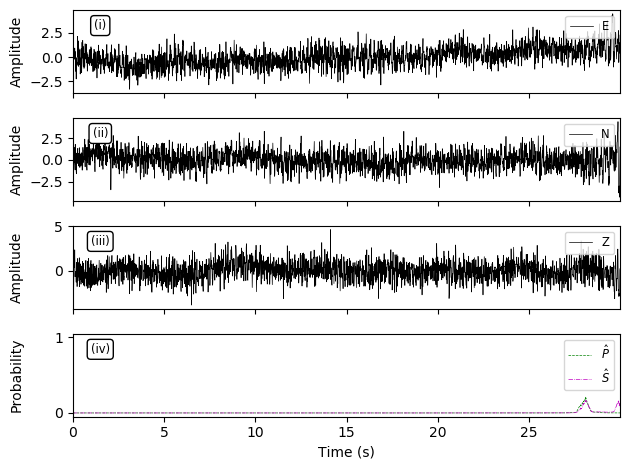 (i)
E
Amplitude
2.5
0.0
−2.5
(ii)
N
Amplitude
2.5
0.0
−2.5
(iii)
Z
Amplitude
5
0
(iv)
P̂
Ŝ
Probability
1
0
0 5 10 15 20 25
Time (s)